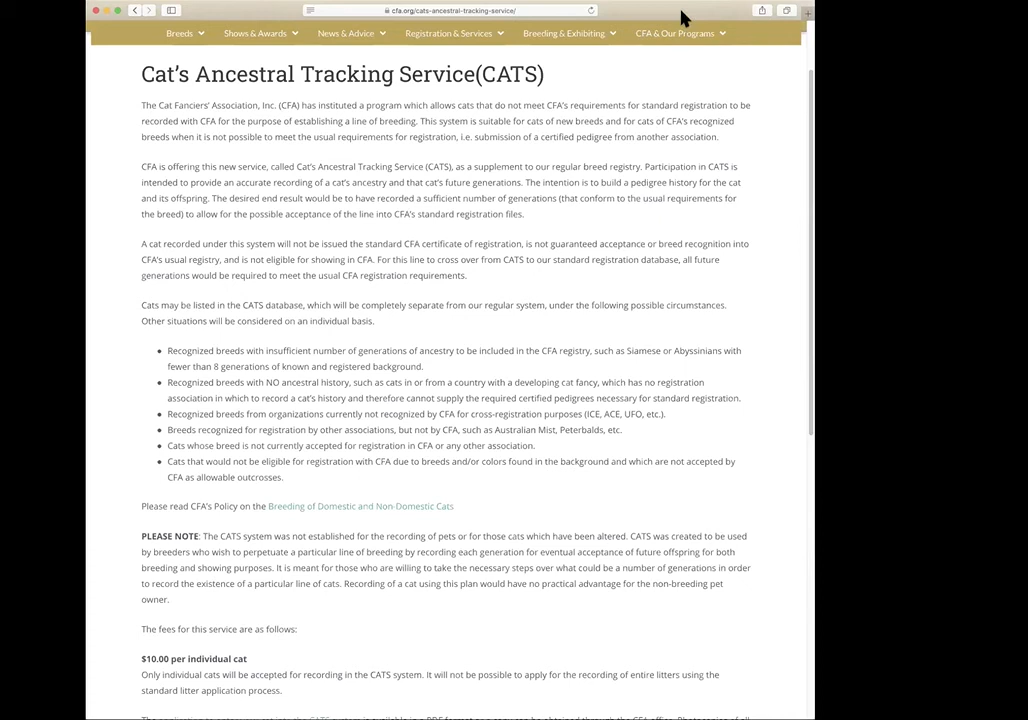 cfa.org/cats-ancestral-tracking-service/
Breeds Shows & Awards News & Advice Registration & Services Breeding & Exhibiting CFA & Our Programs
Cat's Ancestral Tracking Service(CATS)
The Cat Fanciers' Association, Inc. (CFA) has instituted a program which allows cats that do not meet CFA's requirements for standard registration to be
recorded with CFA for the purpose of establishing a line of breeding. This system is suitable for cats of new breeds and for cats of CFA's recognized
breeds when it is not possible to meet the usual requirements for registration, i.e. submission of a certified pedigree from another association.
CFA is offering this new service, called Cat's Ancestral Tracking Service (CATS), as a supplement to our regular breed registry. Participation in CATS is
intended to provide an accurate recording of a cat's ancestry and that cat's future generations. The intention is to build a pedigree history for the cat
and its offspring. The desired end result would be to have recorded a sufficient number of generations (that conform to the usual requirements for
the breed) to allow for the possible acceptance of the line into CFA's standard registration files.
A cat recorded under this system will not be issued the standard CFA certificate of registration, is not guaranteed acceptance or breed recognition into
CFA's usual registry, and is not eligible for showing in CFA. For this line to cross over from CATS to our standard registration database, all future
generations would be required to meet the usual CFA registration requirements.
Cats may be listed in the CATS database, which will be completely separate from our regular system, under the following possible circumstances.
Other situations will be considered on an individual basis.
• Recognized breeds with insufficient number of generations of ancestry to be included in the CFA registry, such as Siamese or Abyssinians with
fewer than 8 generations of known and registered background.
• Recognized breeds with NO ancestral history, such as cats in or from a country with a developing cat fancy, which has no registration
association in which to record a cat's history and therefore cannot supply the required certified pedigrees necessary for standard registration.
• Recognized breeds from organizations currently not recognized by CFA for cross-registration purposes (ICE, ACE, UFO, etc.).
• Breeds recognized for registration by other associations, but not by CFA, such as Australian Mist, Peterbalds, etc.
• Cats whose breed is not currently accepted for registration in CFA or any other association.
• Cats that would not be eligible for registration with CFA due to breeds and/or colors found in the background and which are not accepted by
CFA as allowable outcrosses.
Please read CFA's Policy on the Breeding of Domestic and Non-Domestic Cats
PLEASE NOTE: The CATS system was not established for the recording of pets or for those cats which have been altered. CATS was created to be used
by breeders who wish to perpetuate a particular line of breeding by recording each generation for eventual acceptance of future offspring for both
breeding and showing purposes. It is meant for those who are willing to take the necessary steps over what could be a number of generations in order
to record the existence of a particular line of cats. Recording of a cat using this plan would have no practical advantage for the non-breeding pet
owner.
The fees for this service are as follows:
$10.00 per individual cat
Only individual cats will be accepted for recording in the CATS system. It will not be possible to apply for the recording of entire litters using the
standard litter application process.